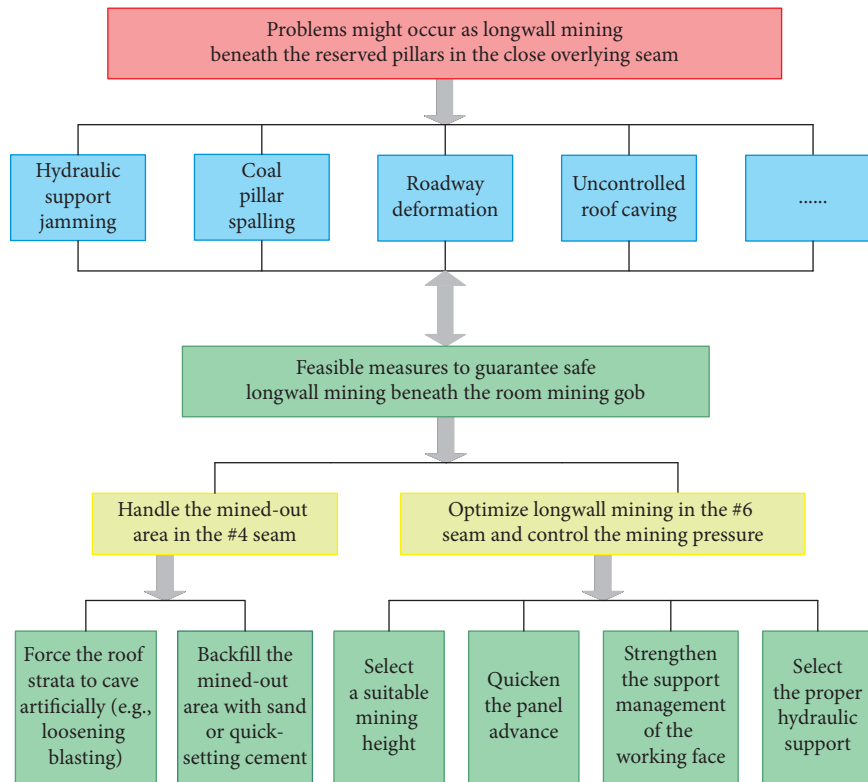 Problems might occur as longwall mining
beneath the reserved pillars in the close overlying seam
Hydraulic
support
jamming
Coal
pillar
spalling
Roadway
deformation
Uncontrolled
roof caving
......
Feasible measures to guarantee safe
longwall mining beneath the room mining gob
Handle the mined-out
area in the #4 seam
Optimize longwall mining in the #6
seam and control the mining pressure
Force the roof
strata to cave
artificially (e.g.,
loosening
blasting)
Backfill the
mined-out
area with sand
or quick-
setting cement
Select
a suitable
mining
height
Quicken
the panel
advance
Strengthen
the support
management
of the
working face
Select
the proper
hydraulic
support